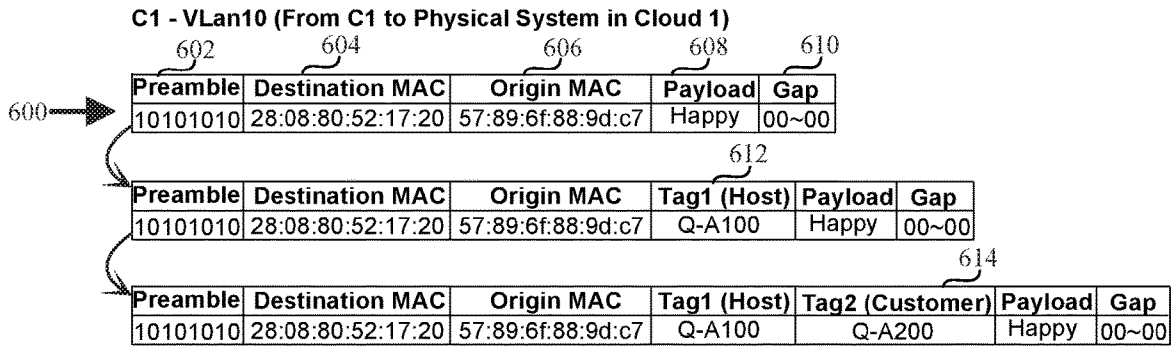 C1 - VLan10 (From C1 to Physical System in Cloud 1)
602 604 606 608 610
Preamble Destination MAC Origin MAC Payload Gap
600 10101010 28:08:80:52:17:20 57:89:6f:88:9d:c7 Happy 00~00
612
Preamble Destination MAC Origin MAC Tag1 (Host) Payload Gap
10101010 28:08:80:52:17:20 57:89:6f:88:9d:c7 Q-A100 Happy 00~00
614
Preamble Destination MAC Origin MAC Tag1 (Host) Tag2 (Customer) Payload Gap
10101010 28:08:80:52:17:20 57:89:6f:88:9d:c7 Q-A100 Q-A200 Happy 00~00